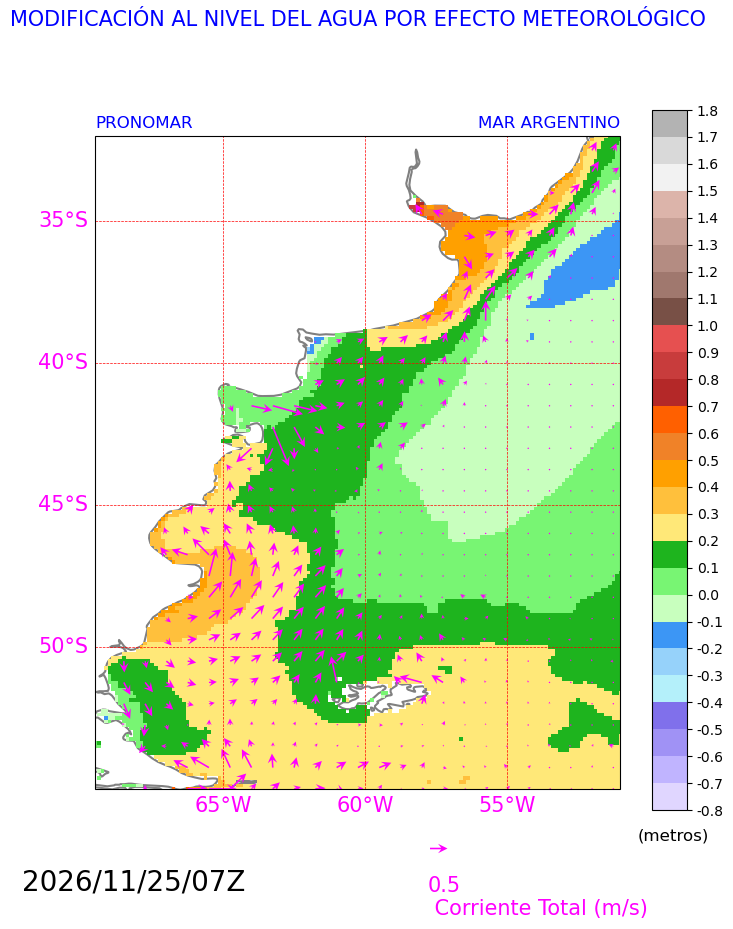 MODIFICACIÓN AL NIVEL DEL AGUA POR EFECTO METEOROLÓGICO
PRONOMAR
MAR ARGENTINO
35°S
40°S
45°S
50°S
65°W
60°W
55°W
1.8
1.7
1.6
1.5
1.4
1.3
1.2
1.1
1.0
0.9
0.8
0.7
0.6
0.5
0.4
0.3
0.2
0.1
0.0
-0.1
-0.2
-0.3
-0.4
-0.5
-0.6
-0.7
-0.8
(metros)
2026/11/25/07Z
0.5
Corriente Total (m/s)